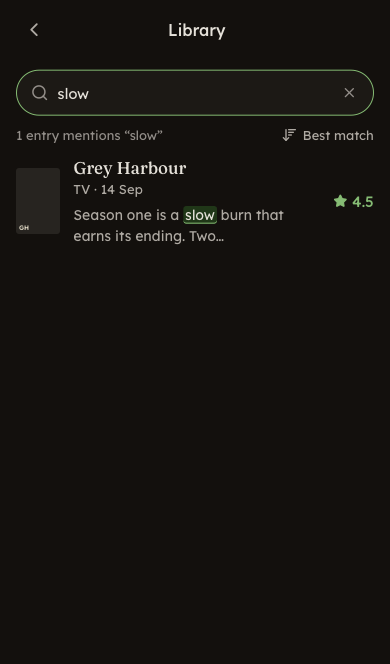 Library
slow
1 entry mentions “slow”
Best match
Grey Harbour
TV · 14 Sep
4.5
Season one is a slow burn that
earns its ending. Two…
GH